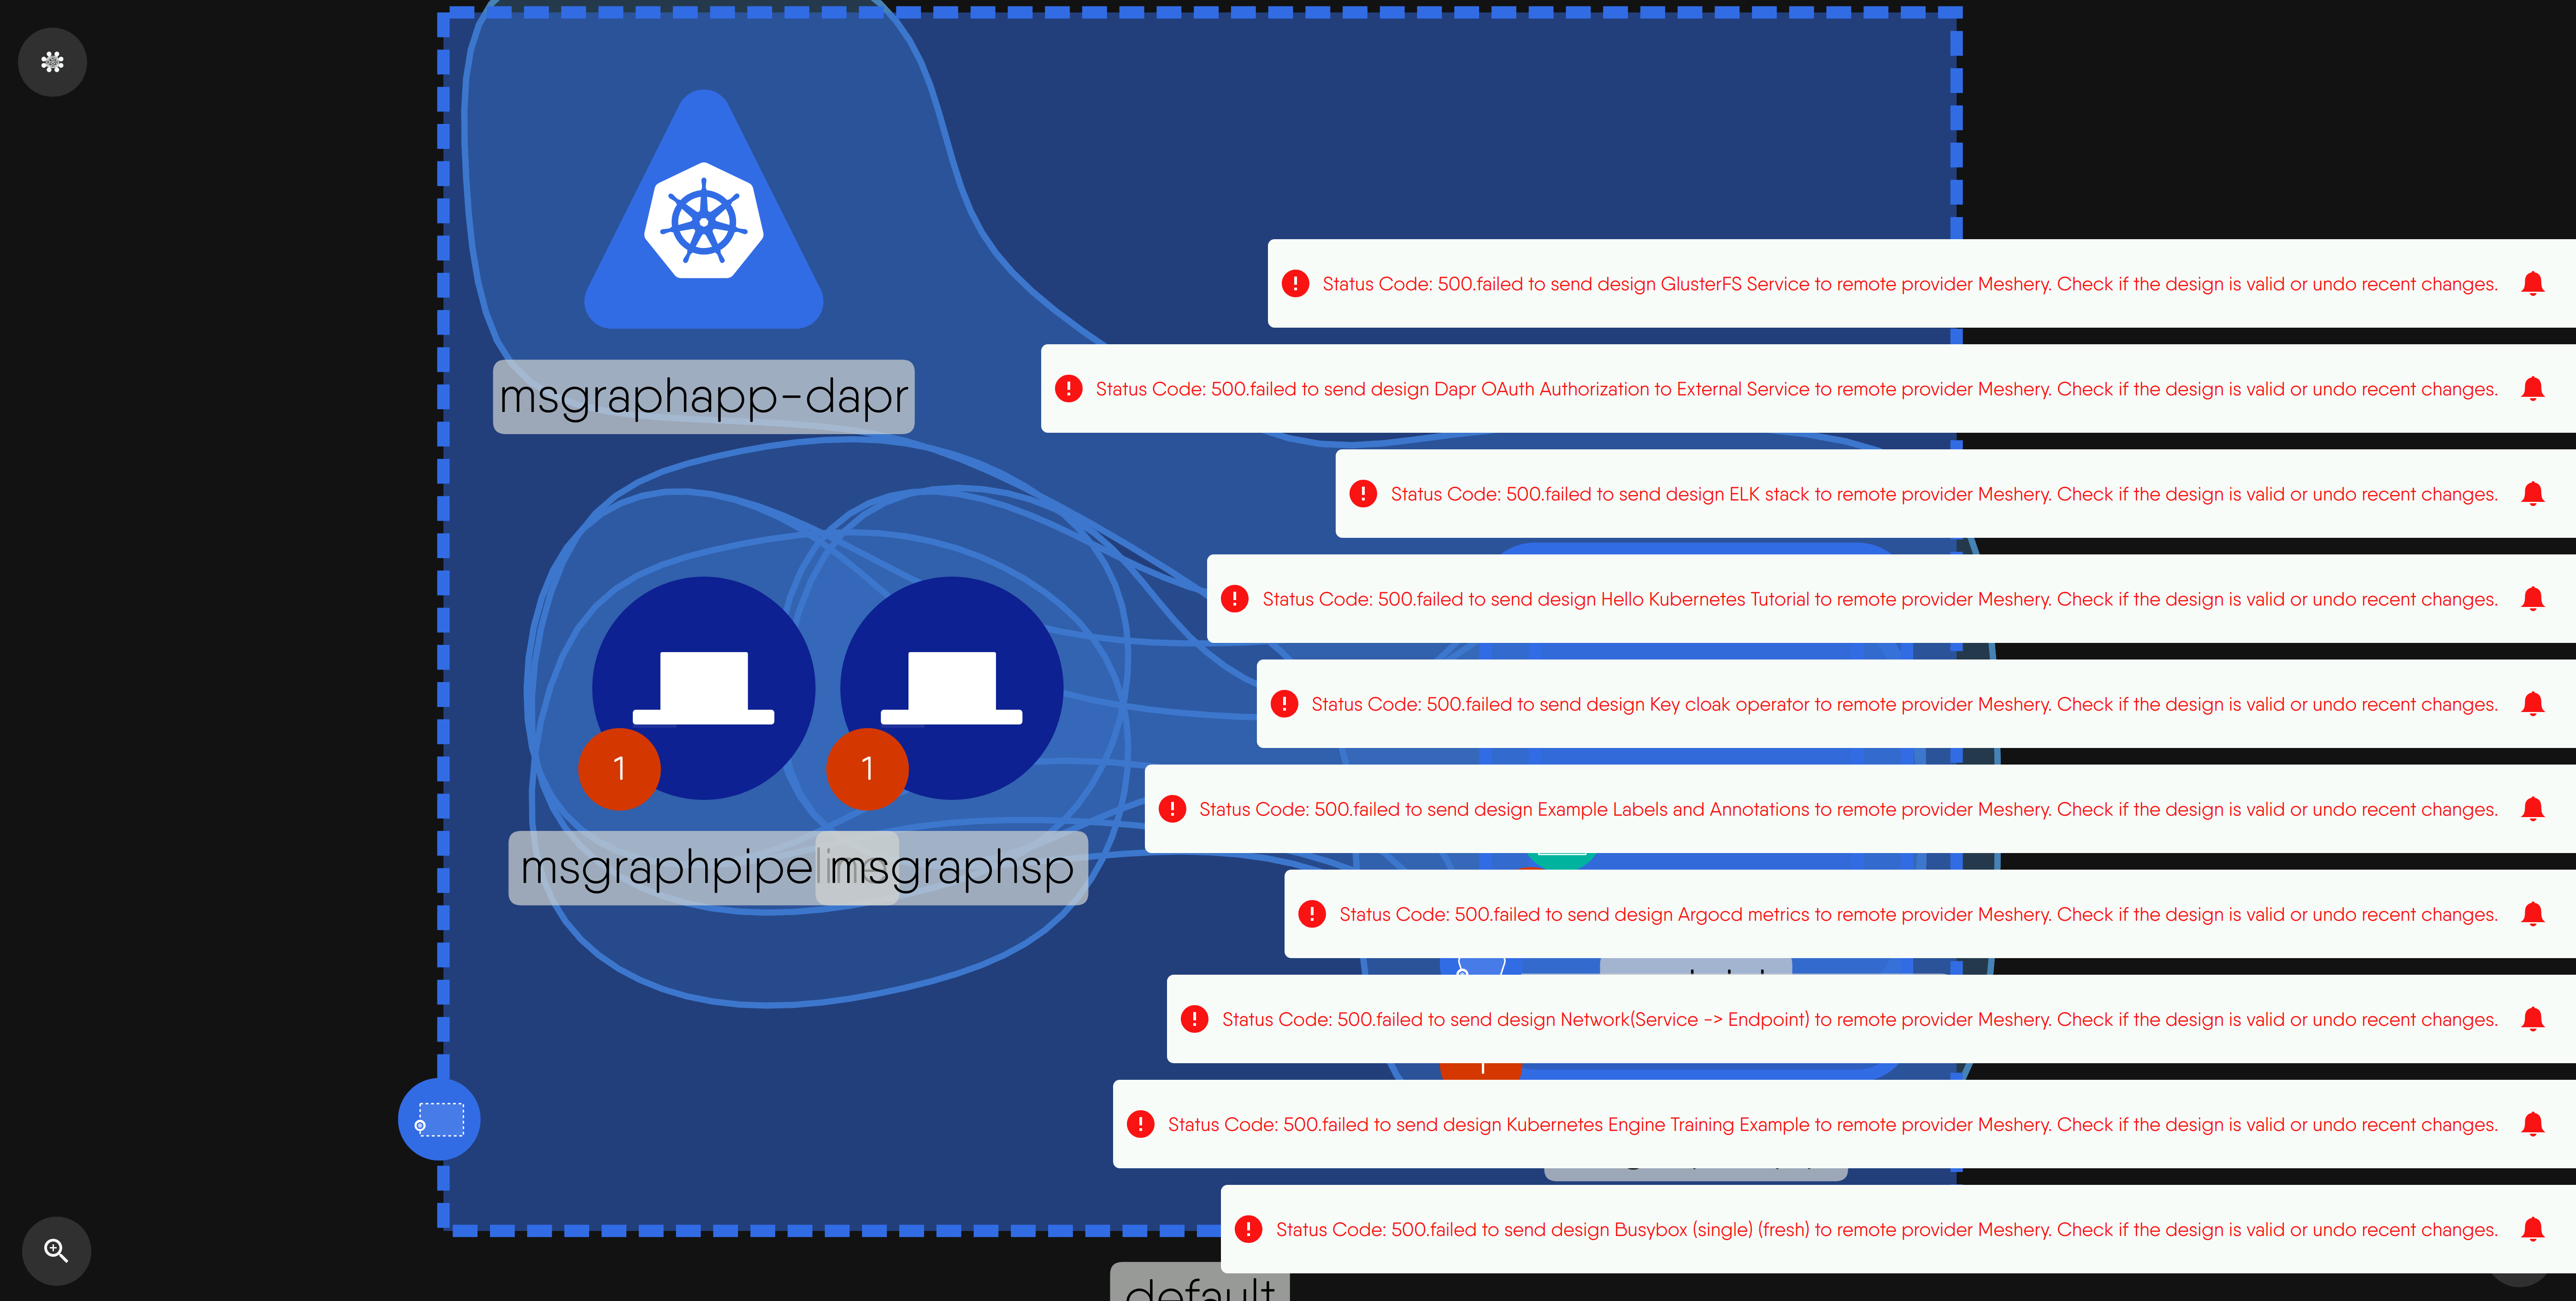 msgraphapp-dapr
Status Code: 500.failed to send design GlusterFS Service to remote provider Meshery. Check if the design is valid or undo recent changes.
Status Code: 500.failed to send design Dapr OAuth Authorization to External Service to remote provider Meshery. Check if the design is valid or undo recent changes.
Status Code: 500.failed to send design ELK stack to remote provider Meshery. Check if the design is valid or undo recent changes.
Status Code: 500.failed to send design Hello Kubernetes Tutorial to remote provider Meshery. Check if the design is valid or undo recent changes.
Status Code: 500.failed to send design Key cloak operator to remote provider Meshery. Check if the design is valid or undo recent changes.
Status Code: 500.failed to send design Example Labels and Annotations to remote provider Meshery. Check if the design is valid or undo recent changes.
Status Code: 500.failed to send design Argocd metrics to remote provider Meshery. Check if the design is valid or undo recent changes.
Status Code: 500.failed to send design Network(Service -> Endpoint) to remote provider Meshery. Check if the design is valid or undo recent changes.
Status Code: 500.failed to send design Kubernetes Engine Training Example to remote provider Meshery. Check if the design is valid or undo recent changes.
Status Code: 500.failed to send design Busybox (single) (fresh) to remote provider Meshery. Check if the design is valid or undo recent changes.
1
1
msgraphpipeline
msgraphsp
default